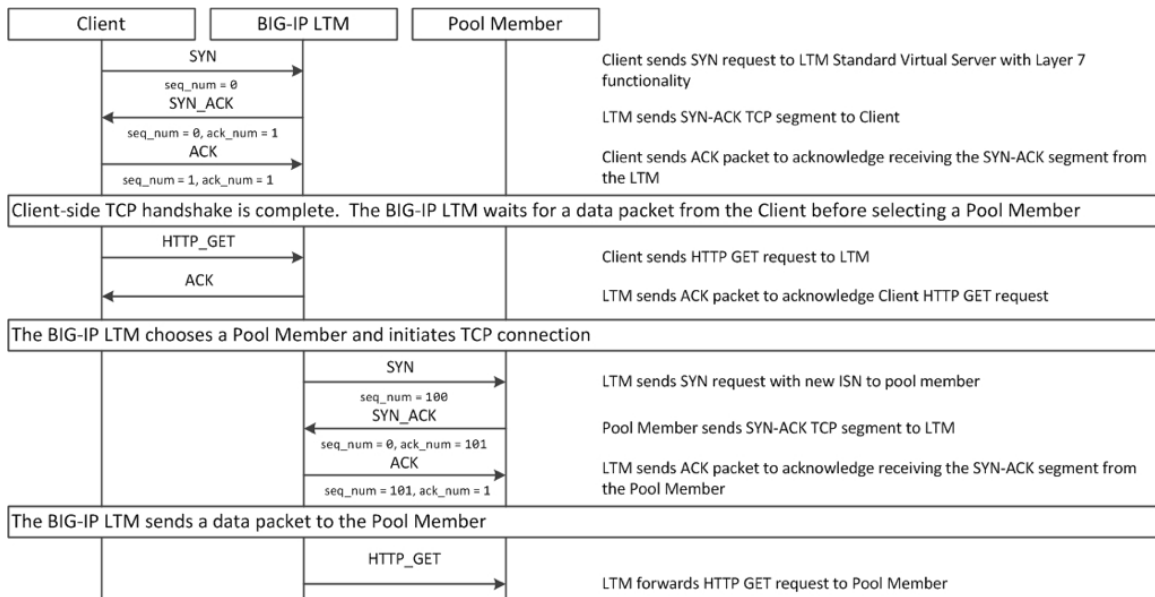 Client
BIG-IP LTM
Pool Member
SYN
Client sends SYN request to LTM Standard Virtual Server with Layer 7
functionality
seq_num = 0
SYN_ACK
LTM sends SYN-ACK TCP segment to Client
seq_num = 0, ack_num = 1
ACK
Client sends ACK packet to acknowledge receiving the SYN-ACK segment from
the LTM
seq_num = 1, ack_num = 1
Client-side TCP handshake is complete. The BIG-IP LTM waits for a data packet from the Client before selecting a Pool Member
HTTP_GET
Client sends HTTP GET request to LTM
ACK
LTM sends ACK packet to acknowledge Client HTTP GET request
The BIG-IP LTM chooses a Pool Member and initiates TCP connection
SYN
LTM sends SYN request with new ISN to pool member
seq_num = 100
SYN_ACK
Pool Member sends SYN-ACK TCP segment to LTM
seq_num = 0, ack_num = 101
ACK
LTM sends ACK packet to acknowledge receiving the SYN-ACK segment from
the Pool Member
seq_num = 101, ack_num = 1
The BIG-IP LTM sends a data packet to the Pool Member
HTTP_GET
LTM forwards HTTP GET request to Pool Member